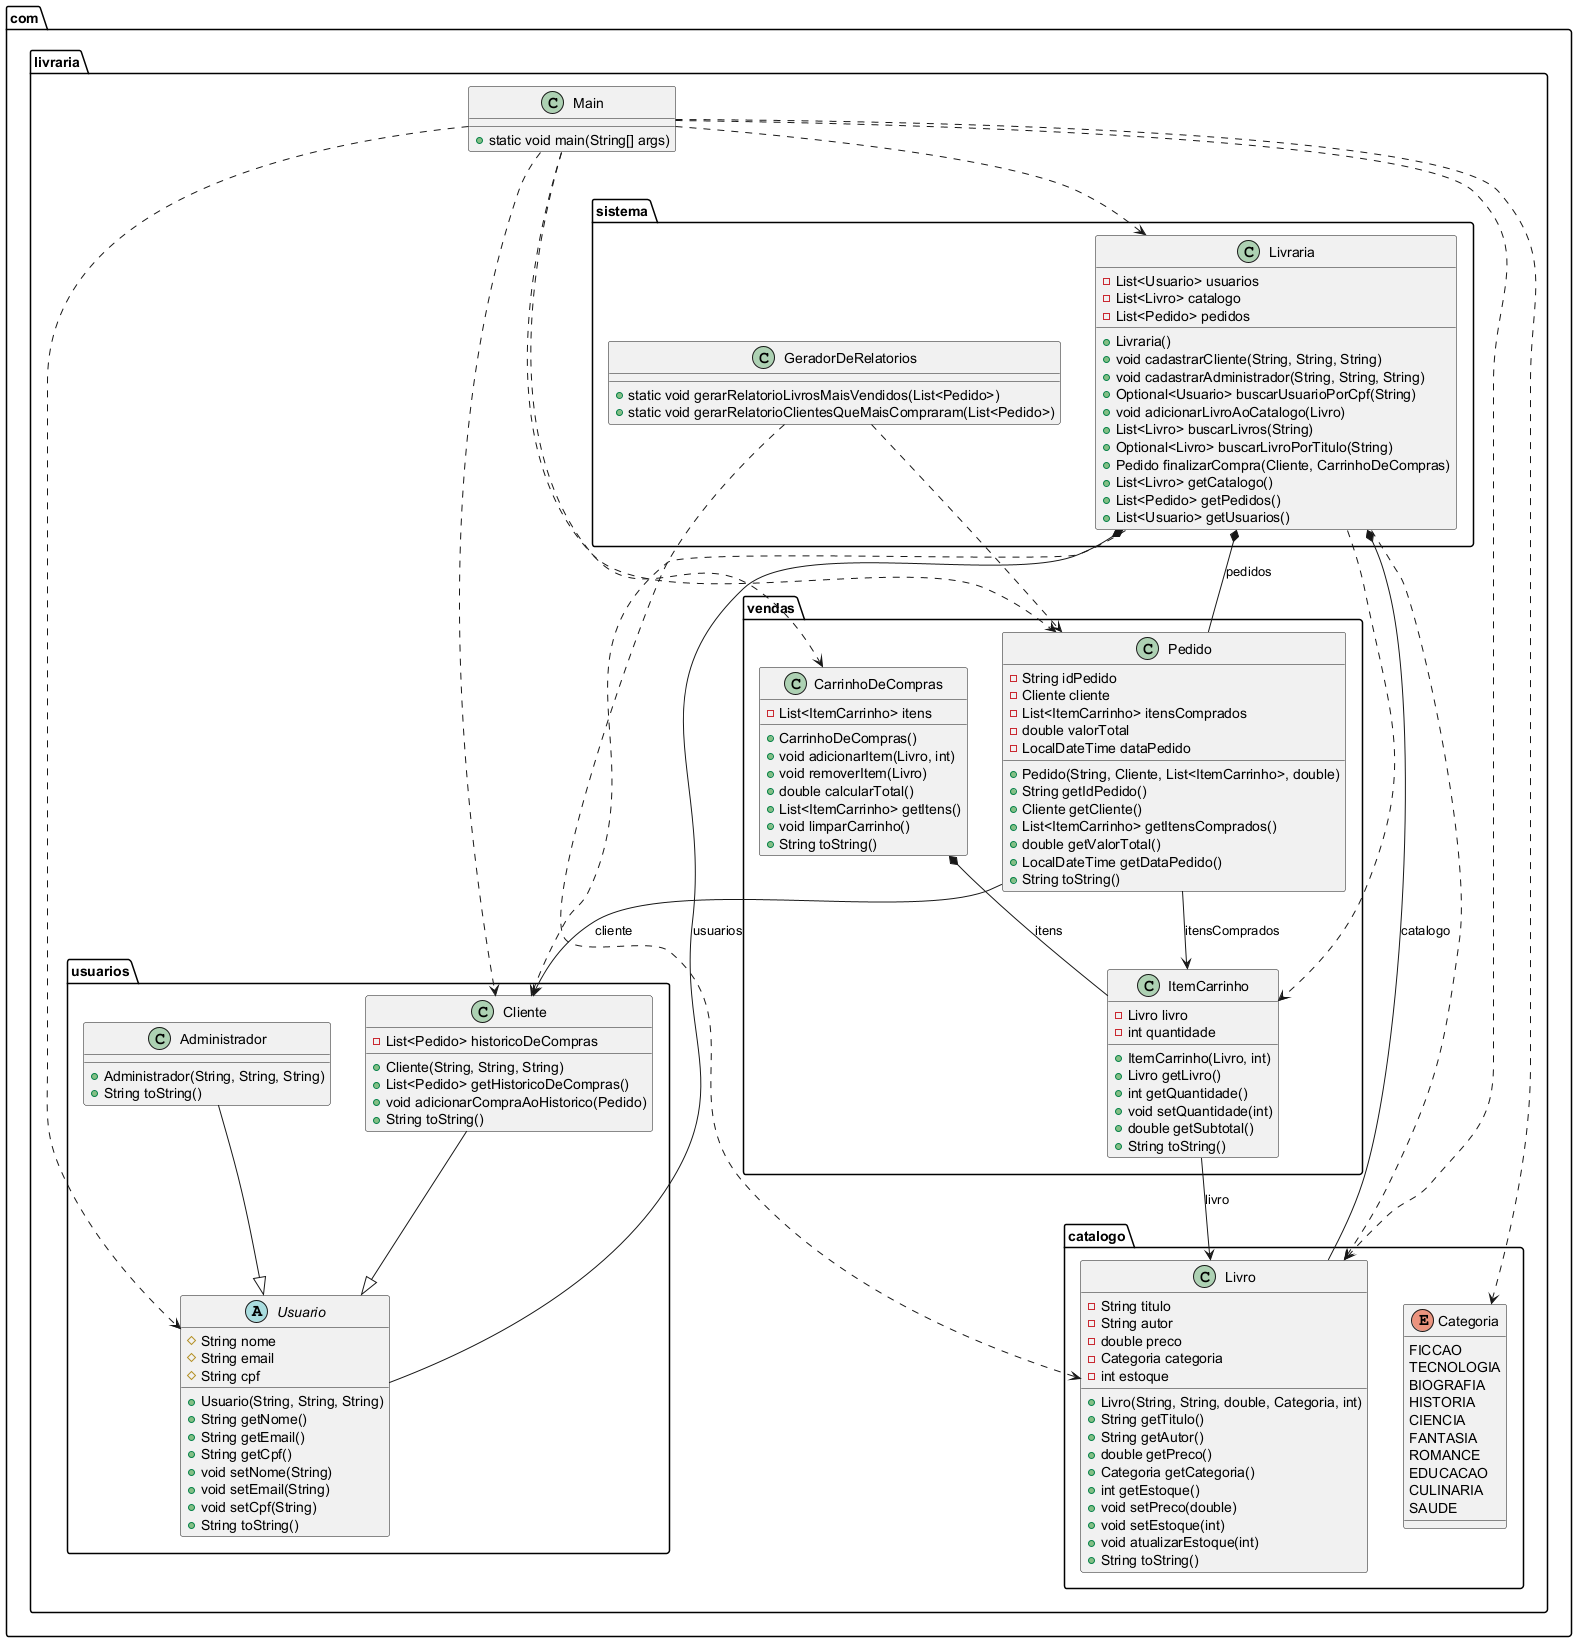 com
livraria
C Main
static void main(String[] args)
sistema
C Livraria
List<Usuario> usuarios
List<Livro> catalogo
List<Pedido> pedidos
Livraria()
void cadastrarCliente(String, String, String)
void cadastrarAdministrador(String, String, String)
Optional<Usuario> buscarUsuarioPorCpf(String)
void adicionarLivroAoCatalogo(Livro)
List<Livro> buscarLivros(String)
Optional<Livro> buscarLivroPorTitulo(String)
Pedido finalizarCompra(Cliente, CarrinhoDeCompras)
List<Livro> getCatalogo()
List<Pedido> getPedidos()
List<Usuario> getUsuarios()
C GeradorDeRelatorios
static void gerarRelatorioLivrosMaisVendidos(List<Pedido>)
static void gerarRelatorioClientesQueMaisCompraram(List<Pedido>)
pedidos
vendas
C CarrinhoDeCompras
List<ItemCarrinho> itens
CarrinhoDeCompras()
void adicionarItem(Livro, int)
void removerItem(Livro)
double calcularTotal()
List<ItemCarrinho> getItens()
void limparCarrinho()
String toString()
C Pedido
String idPedido
Cliente cliente
List<ItemCarrinho> itensComprados
double valorTotal
LocalDateTime dataPedido
Pedido(String, Cliente, List<ItemCarrinho>, double)
String getIdPedido()
Cliente getCliente()
List<ItemCarrinho> getItensComprados()
double getValorTotal()
LocalDateTime getDataPedido()
String toString()
cliente
usuarios
itens
itensComprados
catalogo
C ItemCarrinho
Livro livro
int quantidade
ItemCarrinho(Livro, int)
Livro getLivro()
int getQuantidade()
void setQuantidade(int)
double getSubtotal()
String toString()
usuarios
C Administrador
Administrador(String, String, String)
String toString()
C Cliente
List<Pedido> historicoDeCompras
Cliente(String, String, String)
List<Pedido> getHistoricoDeCompras()
void adicionarCompraAoHistorico(Pedido)
String toString()
livro
A Usuario
String nome
String email
String cpf
Usuario(String, String, String)
String getNome()
String getEmail()
String getCpf()
void setNome(String)
void setEmail(String)
void setCpf(String)
String toString()
catalogo
C Livro
String titulo
String autor
double preco
Categoria categoria
int estoque
Livro(String, String, double, Categoria, int)
String getTitulo()
String getAutor()
double getPreco()
Categoria getCategoria()
int getEstoque()
void setPreco(double)
void setEstoque(int)
void atualizarEstoque(int)
String toString()
E Categoria
FICCAO
TECNOLOGIA
BIOGRAFIA
HISTORIA
CIENCIA
FANTASIA
ROMANCE
EDUCACAO
CULINARIA
SAUDE